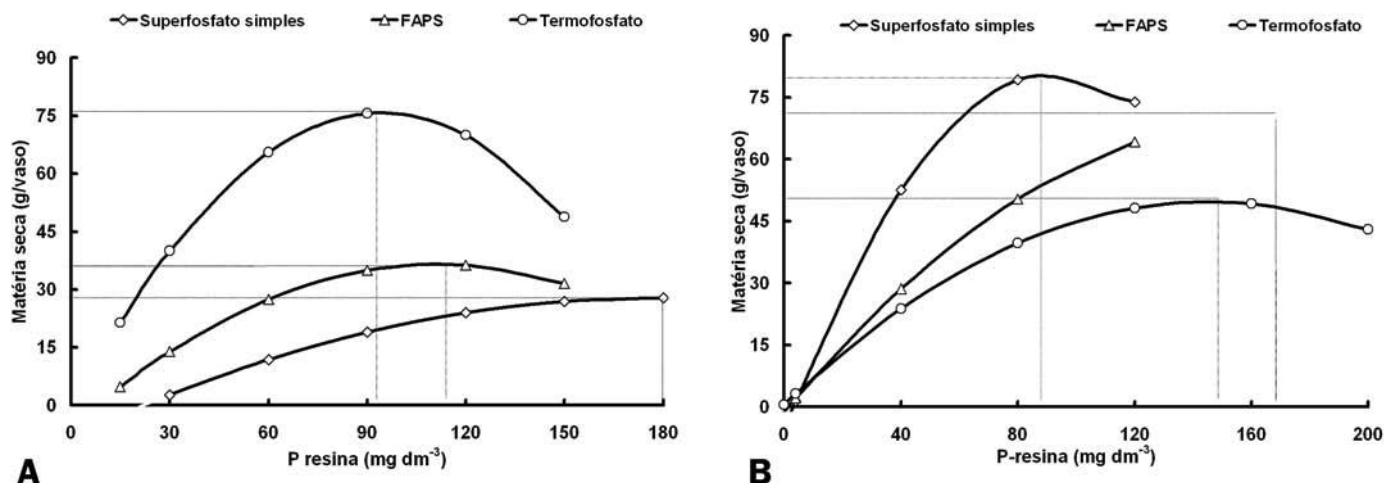 Superfosfato simples FAPS Termofosfato
90
75
60
45
30
15
0
Matéria seca (g/vaso)
0 30 60 90 120 150 180
P resina (mg dm⁻³)
A
Superfosfato simples FAPS Termofosfato
90
75
60
45
30
15
0
Matéria seca (g/vaso)
0 40 80 120 160 200
P-resina (mg dm⁻³)
B